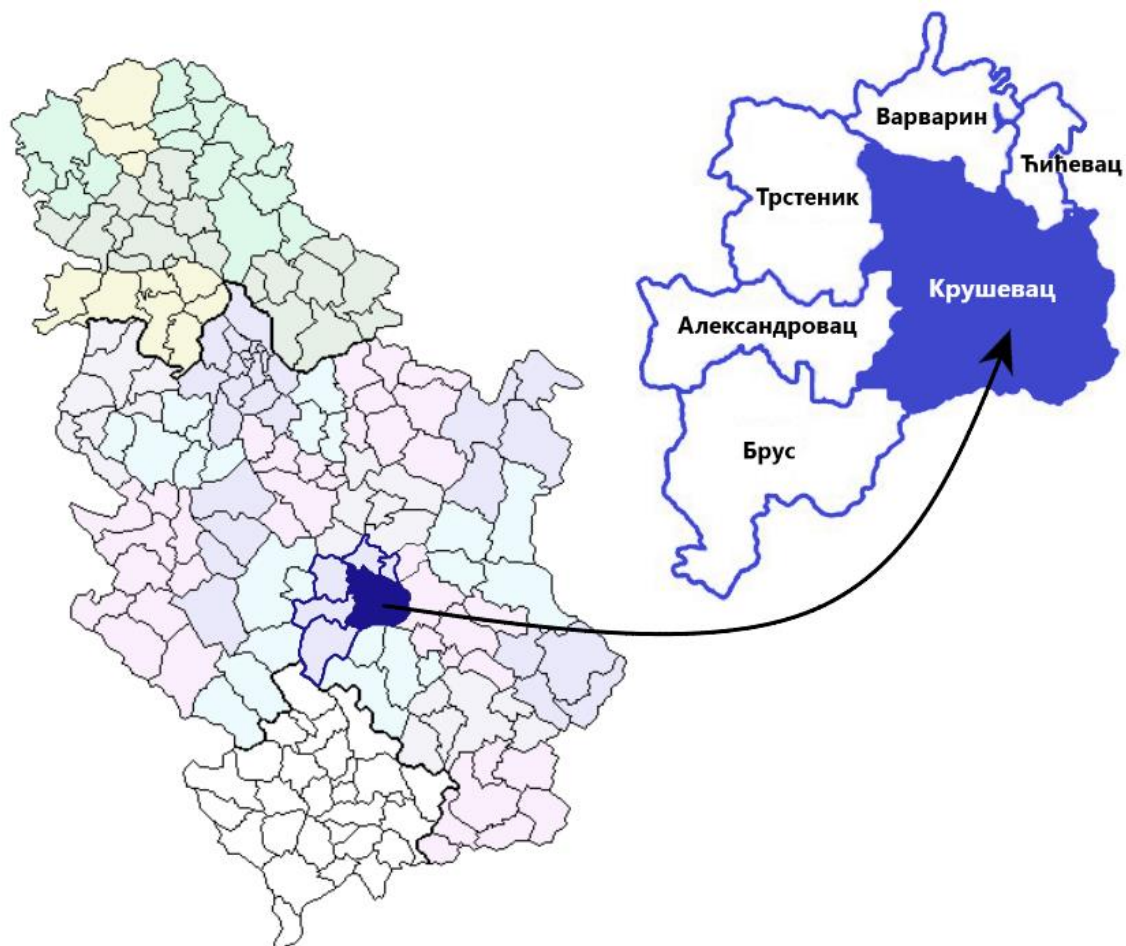 Варварин
Ћићевац
Трстеник
Крушевац
Александровац
Брус